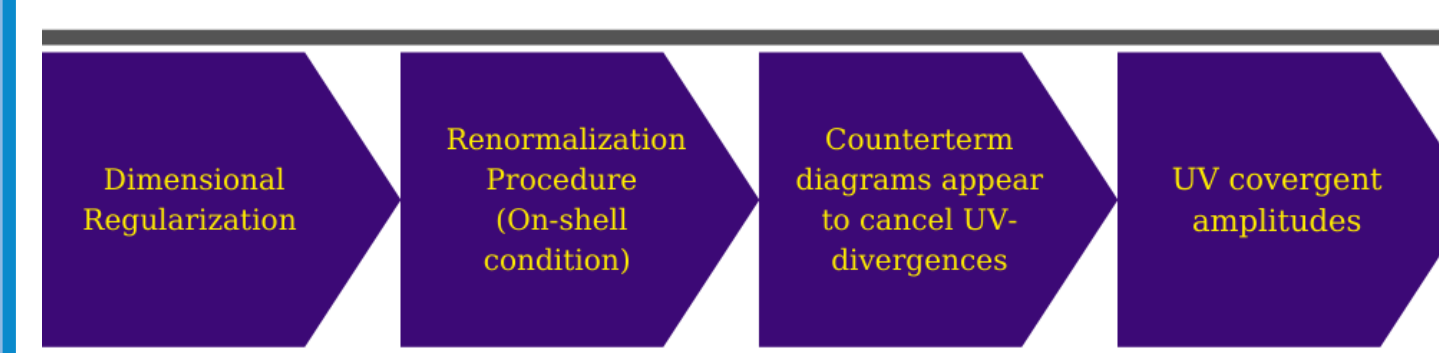 Dimensional
Regularization
Renormalization
Procedure
(On-shell
condition)
Counterterm
diagrams appear
to cancel UV-
divergences
UV covergent
amplitudes